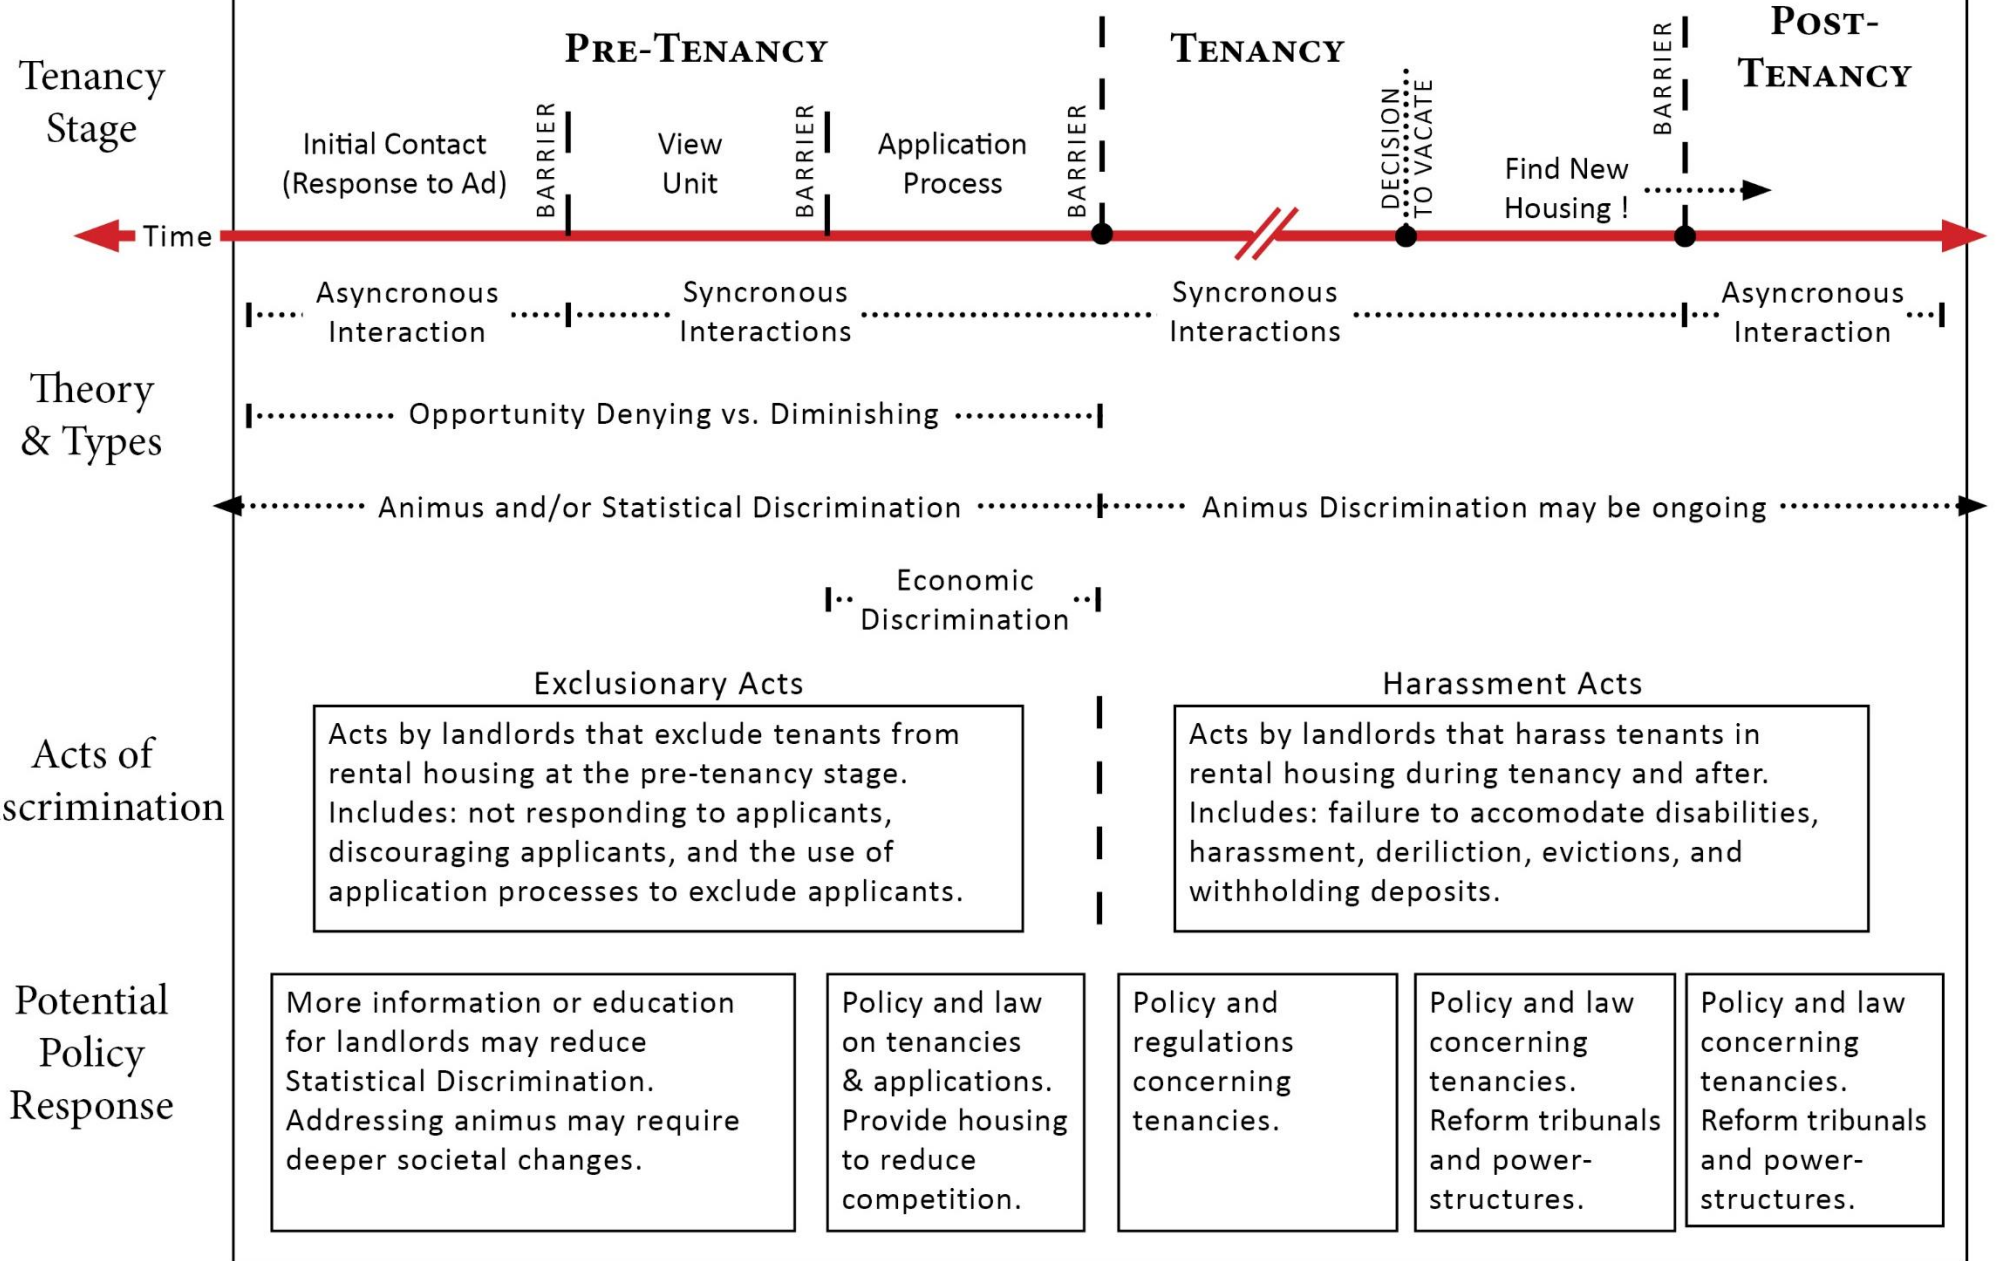 Tenancy
Stage
PRE-TENANCY
TENANCY
POST-
TENANCY
Initial Contact
(Response to Ad)
BARRIER
View
Unit
BARRIER
Application
Process
BARRIER
DECISION
TO VACATE
Find New
Housing !
BARRIER
Time
Asyncronous
Interaction
Syncronous
Interactions
Syncronous
Interactions
Asyncronous
Interaction
Theory
& Types
Opportunity Denying vs. Diminishing
Animus and/or Statistical Discrimination
Animus Discrimination may be ongoing
Economic
Discrimination
Acts of
scrimination
Exclusionary Acts
Acts by landlords that exclude tenants from
rental housing at the pre-tenancy stage.
Includes: not responding to applicants,
discouraging applicants, and the use of
application processes to exclude applicants.
Harassment Acts
Acts by landlords that harass tenants in
rental housing during tenancy and after.
Includes: failure to accomodate disabilities,
harassment, deriliction, evictions, and
withholding deposits.
Potential
Policy
Response
More information or education
for landlords may reduce
Statistical Discrimination.
Addressing animus may require
deeper societal changes.
Policy and law
on tenancies
& applications.
Provide housing
to reduce
competition.
Policy and
regulations
concerning
tenancies.
Policy and law
concerning
tenancies.
Reform tribunals
and power-
structures.
Policy and law
concerning
tenancies.
Reform tribunals
and power-
structures.